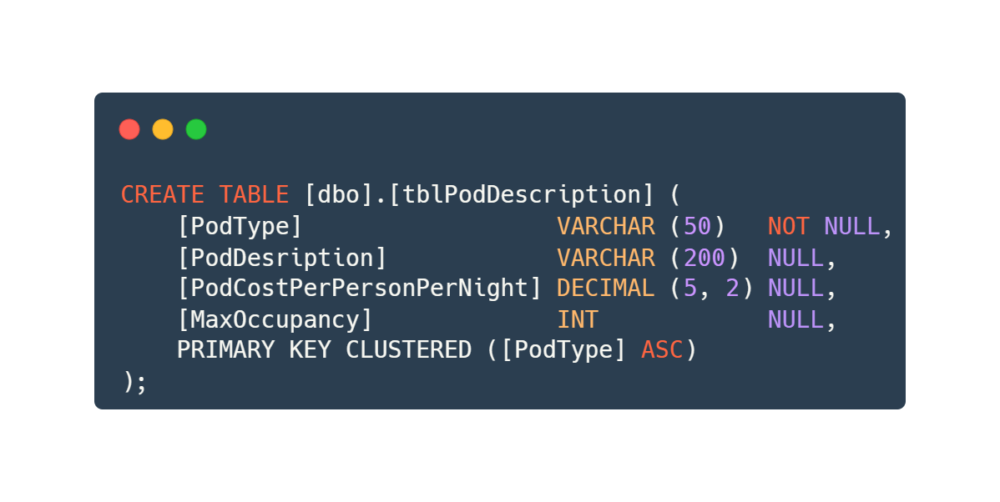 CREATE TABLE [dbo].[tblPodDescription] (
    [PodType]                  VARCHAR (50)   NOT NULL,
    [PodDesription]            VARCHAR (200)  NULL,
    [PodCostPerPersonPerNight] DECIMAL (5, 2) NULL,
    [MaxOccupancy]             INT            NULL,
    PRIMARY KEY CLUSTERED ([PodType] ASC)
);